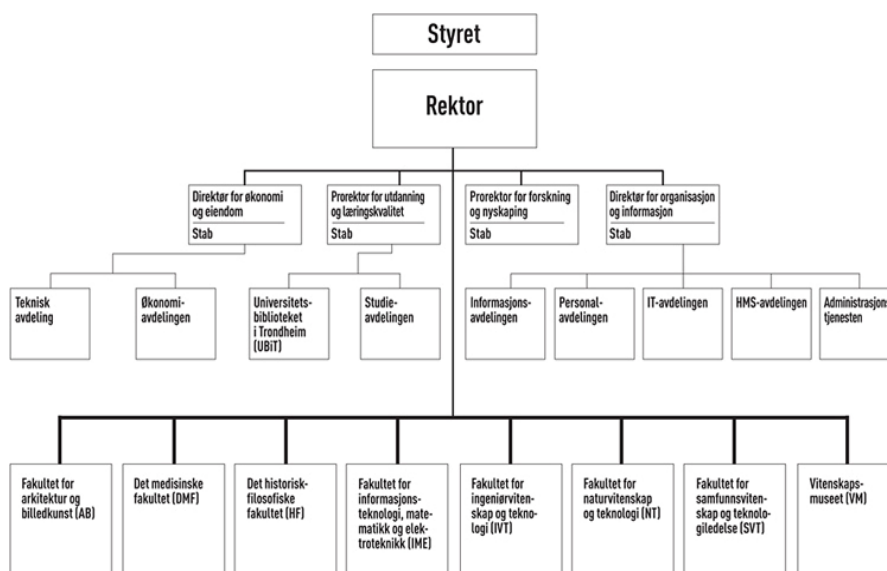 Styret
Rektor
Direktør for økonomi
og eiendom
Stab
Prorektor for utdanning
og læringskvalitet
Stab
Prorektor for forskning
og nyskaping
Stab
Direktør for organisasjon
og informasjon
Stab
Teknisk
avdeling
Økonomi-
avdelingen
Universitets-
biblioteket
i Trondheim
(UBiT)
Studie-
avdelingen
Informasjons-
avdelingen
Personal-
avdelingen
IT-avdelingen
HMS-avdelingen
Administrasjons
tjenesten
Fakultet for
arkitektur og
billedkunst (AB)
Det medisinske
fakultet (DMF)
Det historisk-
filosofiske
fakultet (HF)
Fakultet for
informasjons-
teknologi, mate-
matikk og elek-
troteknikk (IME)
Fakultet for
ingeniørviten-
skap og tekno-
logi (IVT)
Fakultet for
naturvitenskap
og teknologi (NT)
Fakultet for
samfunnsviten-
skap og teknolo-
giledelse (SVT)
Vitenskaps-
museet (VM)